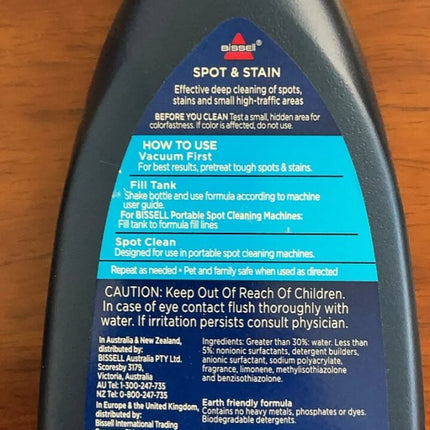 BISSELL®
SPOT & STAIN
Effective deep cleaning of spots,
stains and small high-traffic areas
BEFORE YOU CLEAN Test a small, hidden area for
colorfastness. If color is affected, do not use.
HOW TO USE
Vacuum First
For best results, pretreat tough spots & stains.
Fill Tank
Shake bottle and use formula according to machine
user guide.
For BISSELL Portable Spot Cleaning Machines:
Fill tank to formula fill lines
Spot Clean
Designed for use in portable spot cleaning machines.
Repeat as needed • Pet and family safe when used as directed
CAUTION: Keep Out Of Reach Of Children.
In case of eye contact flush thoroughly with
water. If irritation persists consult physician.
In Australia & New Zealand,
distributed by:
BISSELL Australia PTY Ltd.
Scoresby 3179,
Victoria, Australia
AU Tel: 1-300-247-735
NZ Tel: 0-800-247-735
In Europe & the United Kingdom,
distributed by:
Bissell International Trading
Ingredients: Greater than 30%: water. Less than
5%: nonionic surfactants, detergent builders,
anionic surfactant, sodium polyacrylate,
fragrance, limonene, methylisothiazolone
and benzisothiazolone.
Earth friendly formula
Contains no heavy metals, phosphates or dyes.
Biodegradable detergents.